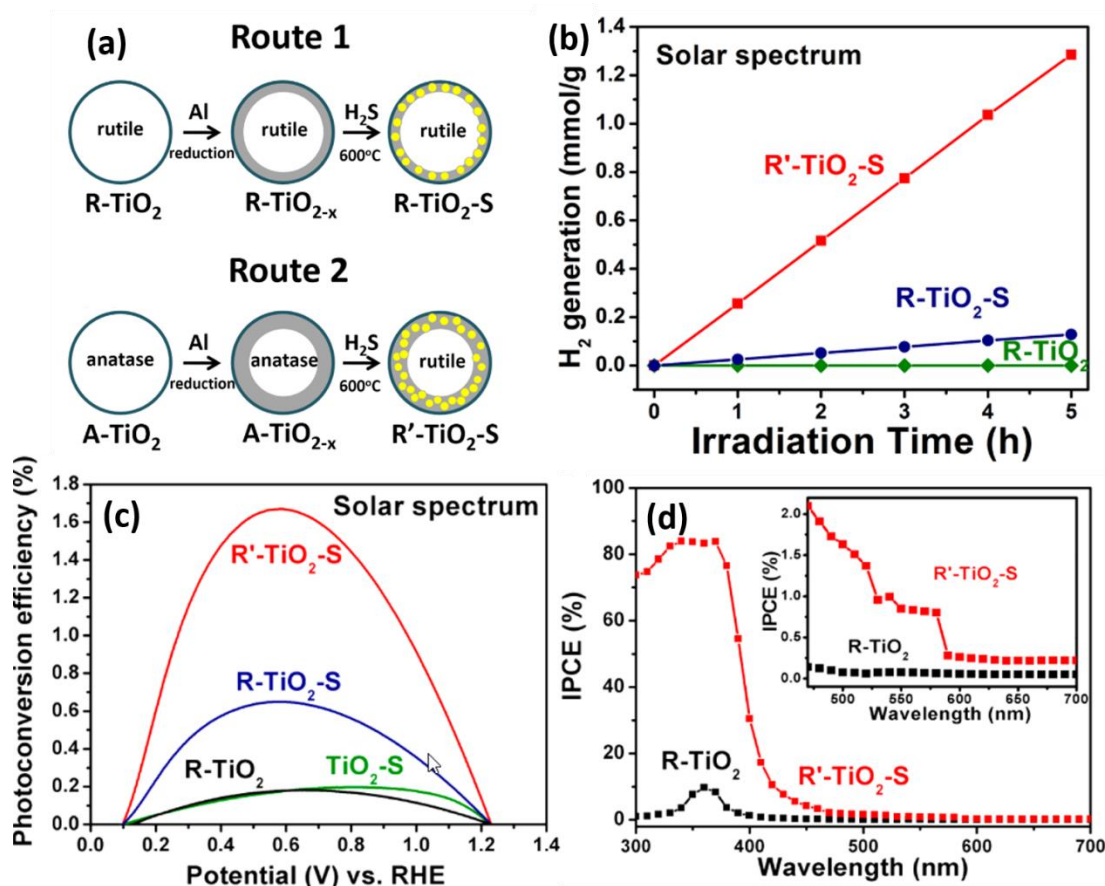 (a)
Route 1
rutile
Al
reduction
rutile
H₂S
600°C
rutile
R-TiO₂
R-TiO₂₋ₓ
R-TiO₂-S
Route 2
anatase
Al
reduction
anatase
H₂S
600°C
rutile
A-TiO₂
A-TiO₂₋ₓ
R’-TiO₂-S
(b)
Solar spectrum
H₂ generation (mmol/g)
1.4
1.2
1.0
0.8
0.6
0.4
0.2
0.0
R'-TiO₂-S
R-TiO₂-S
R-TiO₂
0 1 2 3 4 5
Irradiation Time (h)
(c)
Solar spectrum
Photoconversion efficiency (%)
1.8
1.6
1.4
1.2
1.0
0.8
0.6
0.4
0.2
0.0
R'-TiO₂-S
R-TiO₂-S
R-TiO₂
TiO₂-S
0.0 0.2 0.4 0.6 0.8 1.0 1.2 1.4
Potential (V) vs. RHE
(d)
IPCE (%)
100
80
60
40
20
0
R-TiO₂
R'-TiO₂-S
300 400 500 600 700
Wavelength (nm)
IPCE (%)
2.0
1.5
1.0
0.5
0.0
R'-TiO₂-S
R-TiO₂
500 550 600 650 700
Wavelength (nm)